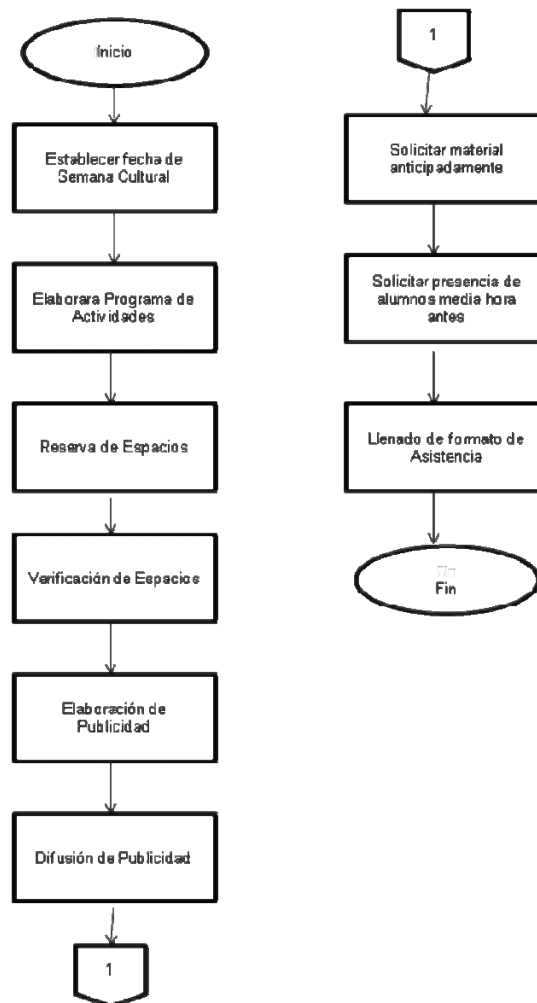 Inicio
Establecer fecha de
Semana Cultural
Elaborara Programa de
Actividades
Reserva de Espacios
Verificación de Espacios
Elaboración de
Publicidad
Difusión de Publicidad
1
1
Solicitar material
anticipadamente
Solicitar presencia de
alumnos media hora
antes
Llenado de formato de
Asistencia
Fin